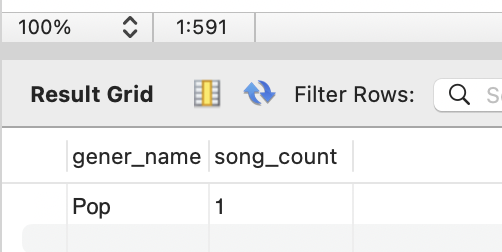 100% 1:591
Result Grid Filter Rows:
gener_name song_count
Pop 1